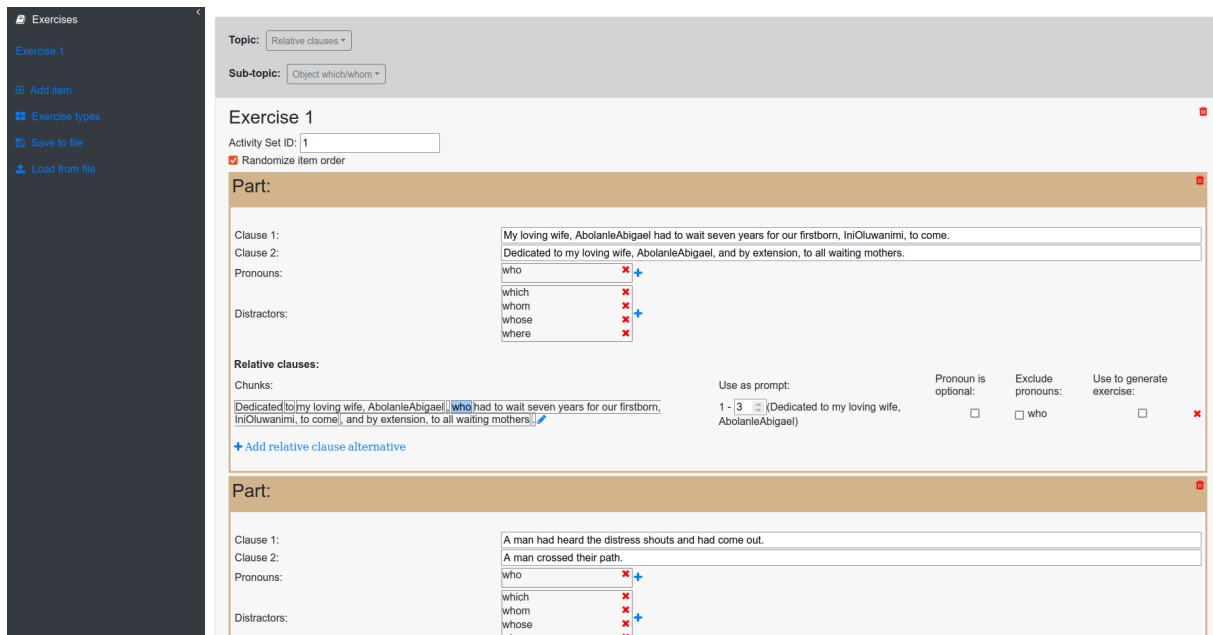 Exercises
Exercise 1
Add item
Exercise types
Save to file
Load from file
Topic: Relative clauses
Sub-topic: Object which/whom
Exercise 1
Activity Set ID: 1
Randomize item order
Part:
Clause 1: My loving wife, AbolanleAbigael had to wait seven years for our firstborn, IniOluwanimi, to come.
Clause 2: Dedicated to my loving wife, AbolanleAbigael, and by extension, to all waiting mothers.
Pronouns: who
Distractors:
which
whom
whose
where
Relative clauses:
Chunks:
Use as prompt:
Pronoun is optional:
Exclude pronouns:
Use to generate exercise:
Dedicated to my loving wife, AbolanleAbigael , who had to wait seven years for our firstborn,
IniOluwanimi, to come , and by extension, to all waiting mothers .
1 - 3 (Dedicated to my loving wife,
AbolanleAbigael)
who
Add relative clause alternative
Part:
Clause 1: A man had heard the distress shouts and had come out.
Clause 2: A man crossed their path.
Pronouns: who
Distractors:
which
whom
whose